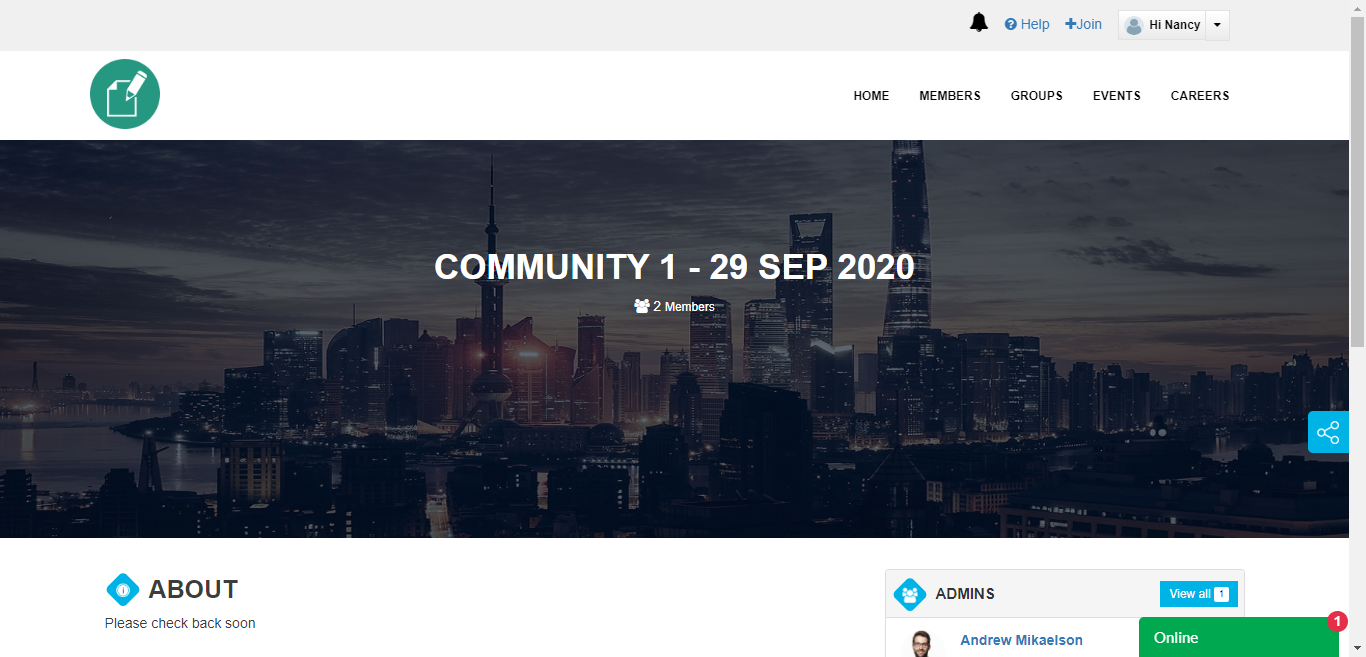 Help
Join
Hi Nancy
HOME MEMBERS GROUPS EVENTS CAREERS
COMMUNITY 1 - 29 SEP 2020
2 Members
ABOUT
Please check back soon
ADMINS
View all 1
Andrew Mikaelson
Online
1